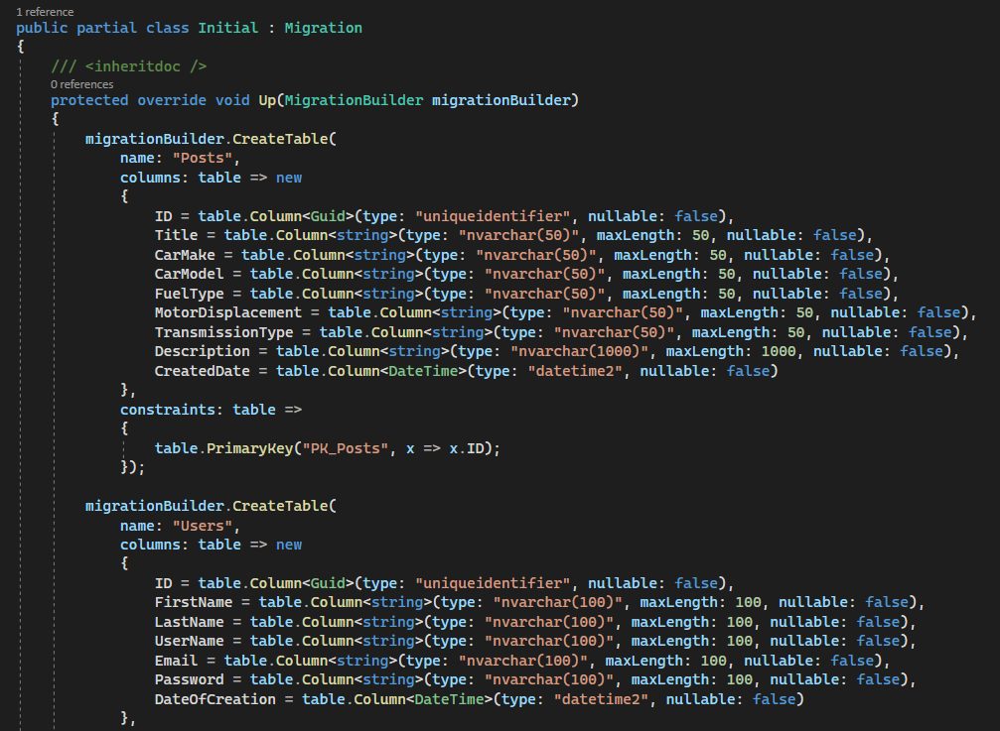 1 reference
public partial class Initial : Migration
{
/// <inheritdoc />
0 references
protected override void Up(MigrationBuilder migrationBuilder)
{
migrationBuilder.CreateTable(
name: "Posts",
columns: table => new
{
ID = table.Column<Guid>(type: "uniqueidentifier", nullable: false),
Title = table.Column<string>(type: "nvarchar(50)", maxLength: 50, nullable: false),
CarMake = table.Column<string>(type: "nvarchar(50)", maxLength: 50, nullable: false),
CarModel = table.Column<string>(type: "nvarchar(50)", maxLength: 50, nullable: false),
FuelType = table.Column<string>(type: "nvarchar(50)", maxLength: 50, nullable: false),
MotorDisplacement = table.Column<string>(type: "nvarchar(50)", maxLength: 50, nullable: false),
TransmissionType = table.Column<string>(type: "nvarchar(50)", maxLength: 50, nullable: false),
Description = table.Column<string>(type: "nvarchar(1000)", maxLength: 1000, nullable: false),
CreatedDate = table.Column<DateTime>(type: "datetime2", nullable: false)
},
constraints: table =>
{
table.PrimaryKey("PK_Posts", x => x.ID);
});
migrationBuilder.CreateTable(
name: "Users",
columns: table => new
{
ID = table.Column<Guid>(type: "uniqueidentifier", nullable: false),
FirstName = table.Column<string>(type: "nvarchar(100)", maxLength: 100, nullable: false),
LastName = table.Column<string>(type: "nvarchar(100)", maxLength: 100, nullable: false),
UserName = table.Column<string>(type: "nvarchar(100)", maxLength: 100, nullable: false),
Email = table.Column<string>(type: "nvarchar(100)", maxLength: 100, nullable: false),
Password = table.Column<string>(type: "nvarchar(100)", maxLength: 100, nullable: false),
DateOfCreation = table.Column<DateTime>(type: "datetime2", nullable: false)
},